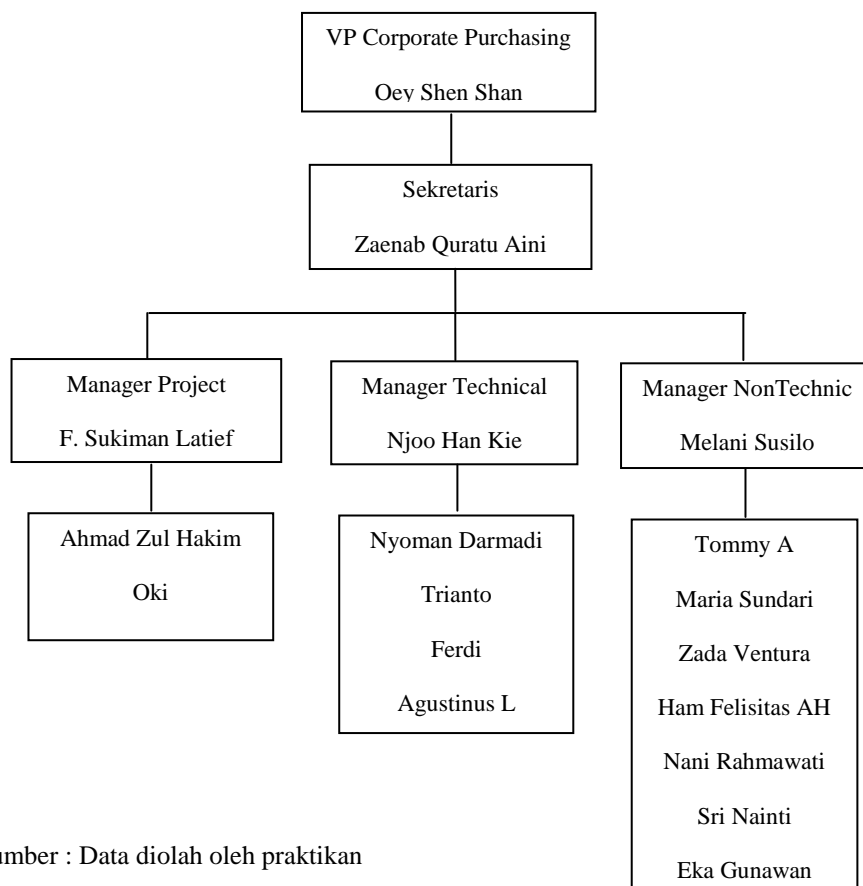 VP Corporate Purchasing
Oey Shen Shan
Sekretaris
Zaenab Quratu Aini
Manager Project
F. Sukiman Latief
Manager Technical
Njoo Han Kie
Manager NonTechnic
Melani Susilo
Ahmad Zul Hakim
Oki
Nyoman Darmadi
Trianto
Ferdi
Agustinus L
Tommy A
Maria Sundari
Zada Ventura
Ham Felisitas AH
Nani Rahmawati
Sri Nainti
Eka Gunawan
umber : Data diolah oleh praktikan